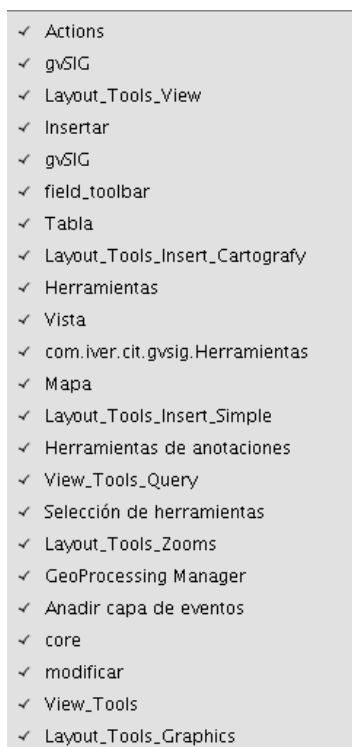 Actions
gvSIG
Layout_Tools_View
Insertar
gvSIG
field_toolbar
Tabla
Layout_Tools_Insert_Cartografy
Herramientas
Vista
com.iver.cit.gvsig.Herramientas
Mapa
Layout_Tools_Insert_Simple
Herramientas de anotaciones
View_Tools_Query
Selección de herramientas
Layout_Tools_Zooms
GeoProcessing Manager
Anadir capa de eventos
core
modificar
View_Tools
Layout_Tools_Graphics